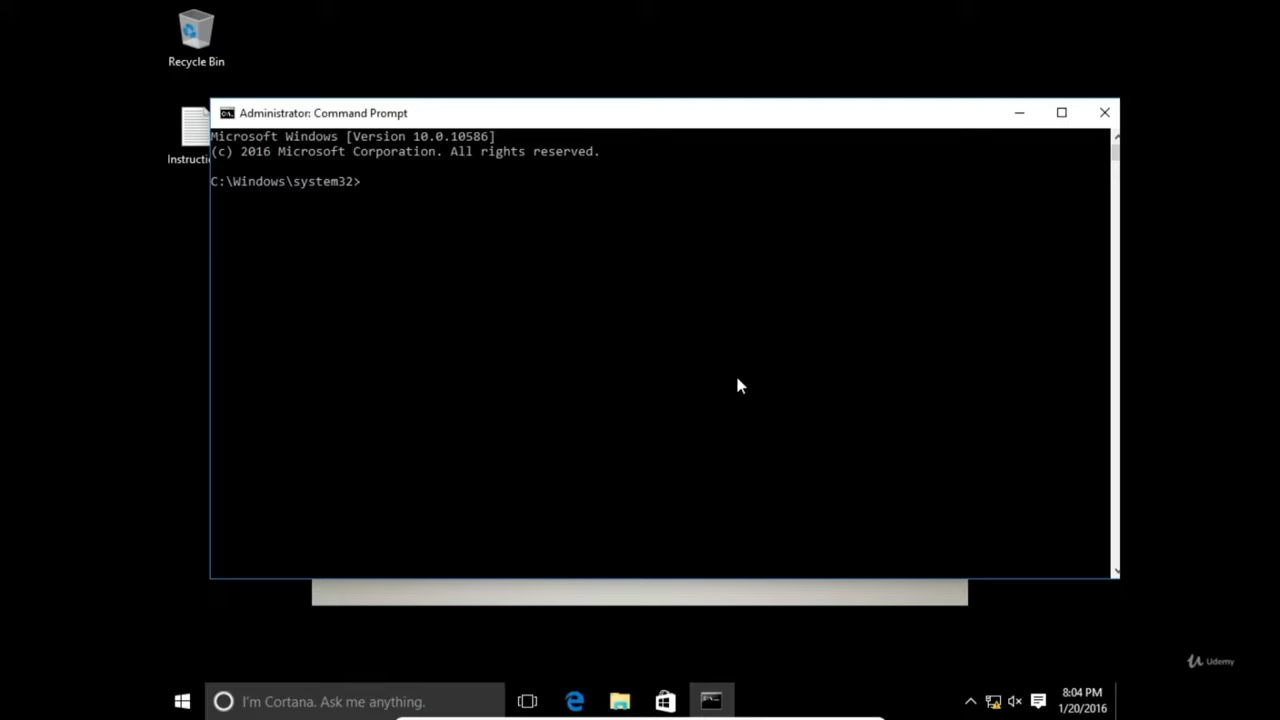 Recycle Bin
Instructi
Administrator: Command Prompt
Microsoft Windows [Version 10.0.10586]
(c) 2016 Microsoft Corporation. All rights reserved.
C:\Windows\system32>
Udemy
I'm Cortana. Ask me anything.
8:04 PM
1/20/2016